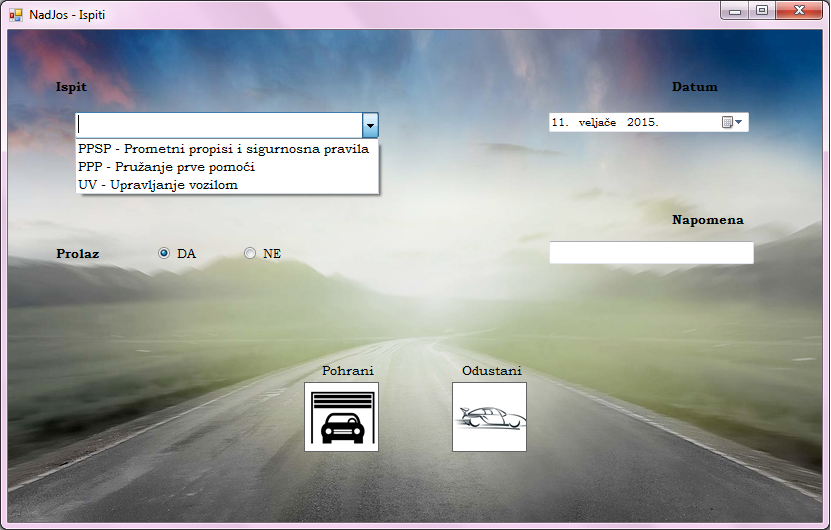 NadJos - Ispiti
Ispit
Datum
11. veljače 2015.
PPSP - Prometni propisi i sigurnosna pravila
PPP - Pružanje prve pomoći
UV - Upravljanje vozilom
Napomena
Prolaz DA NE
Pohrani Odustani